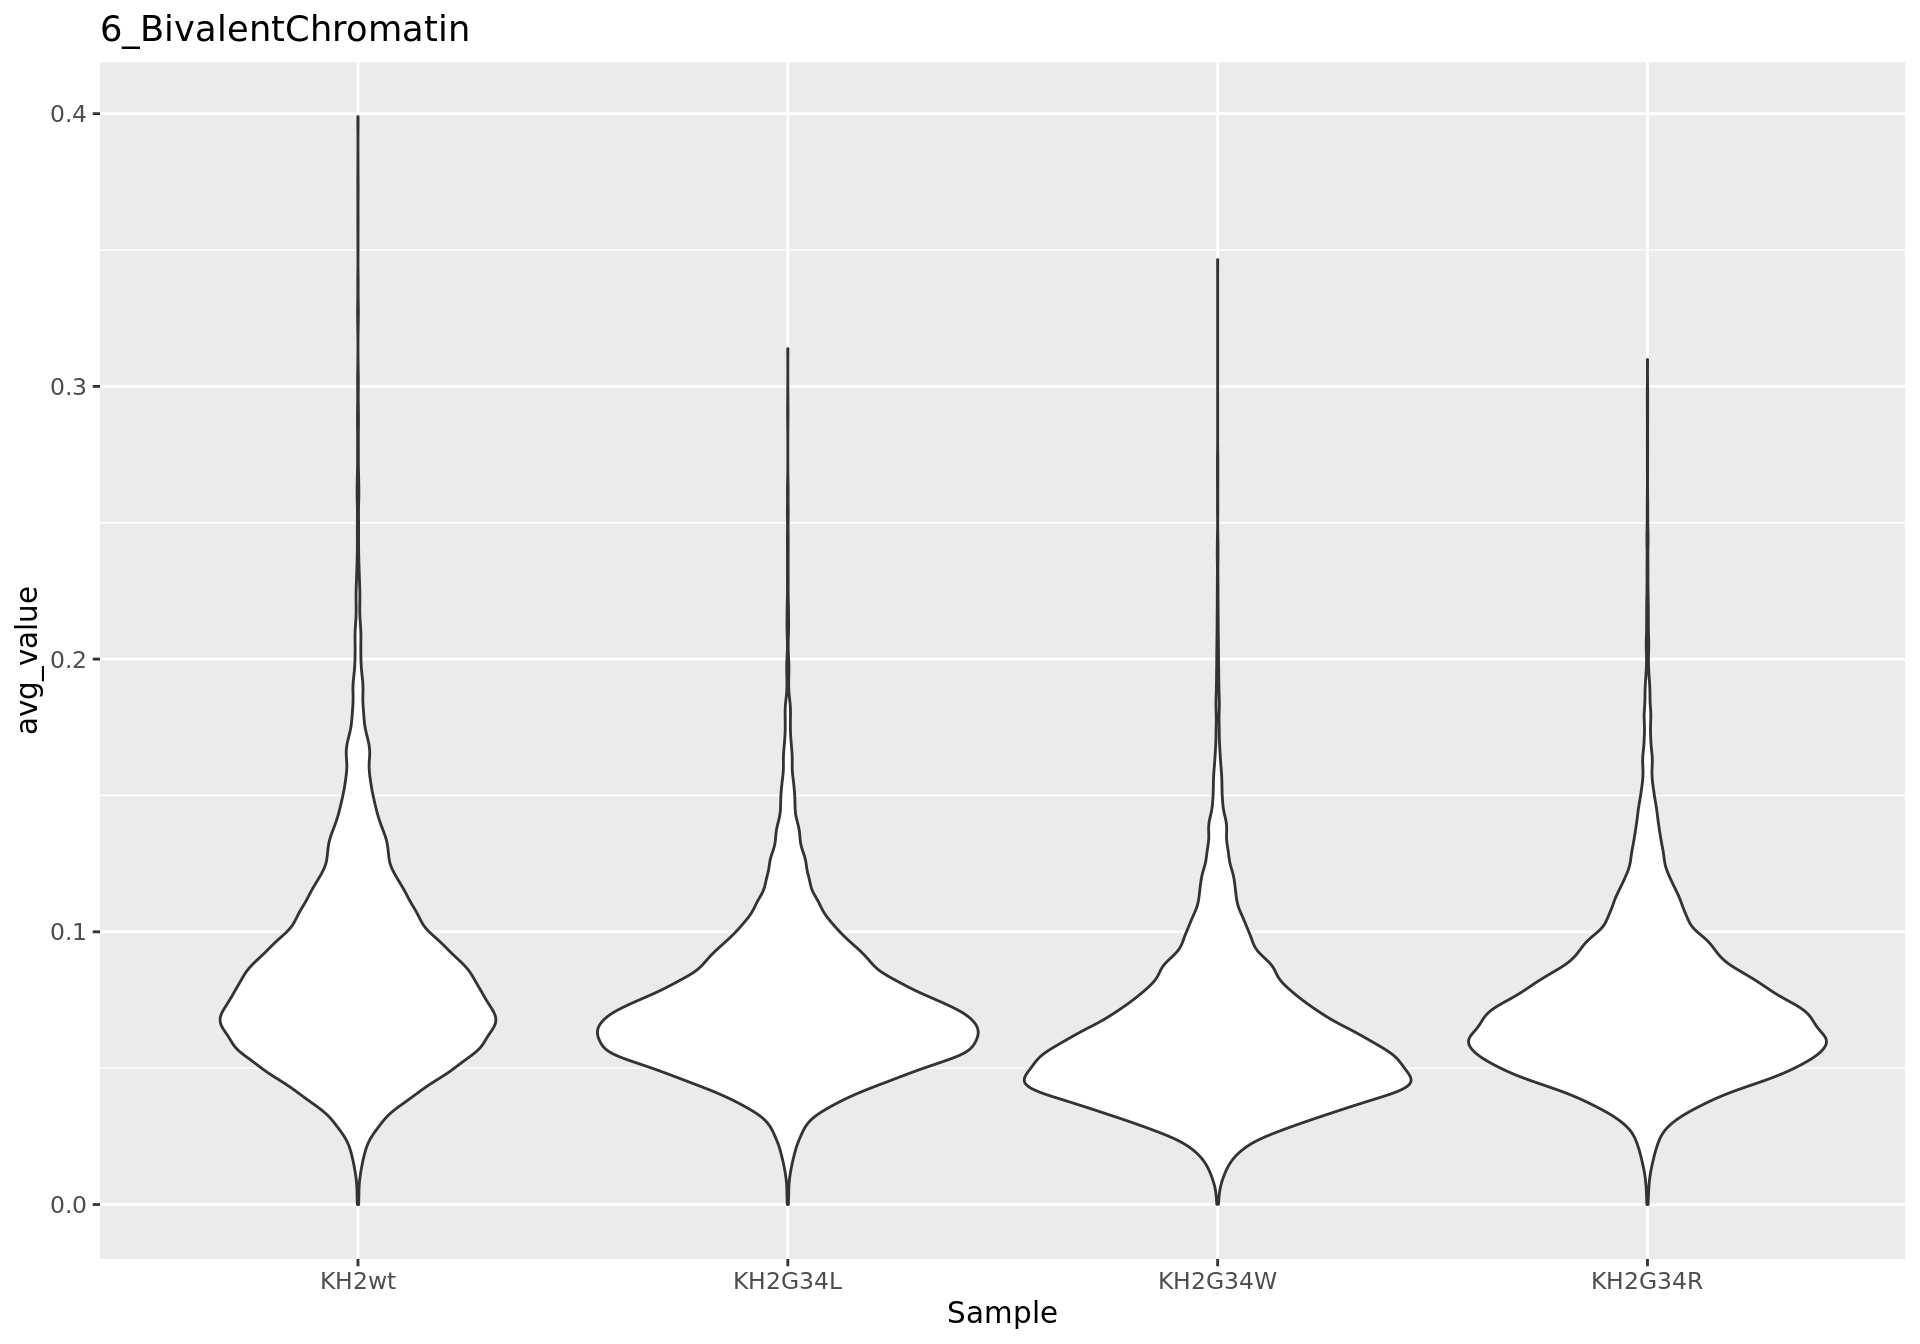 6_BivalentChromatin
avg_value
0.4
0.3
0.2
0.1
0.0
KH2wt
KH2G34L
KH2G34W
KH2G34R
Sample